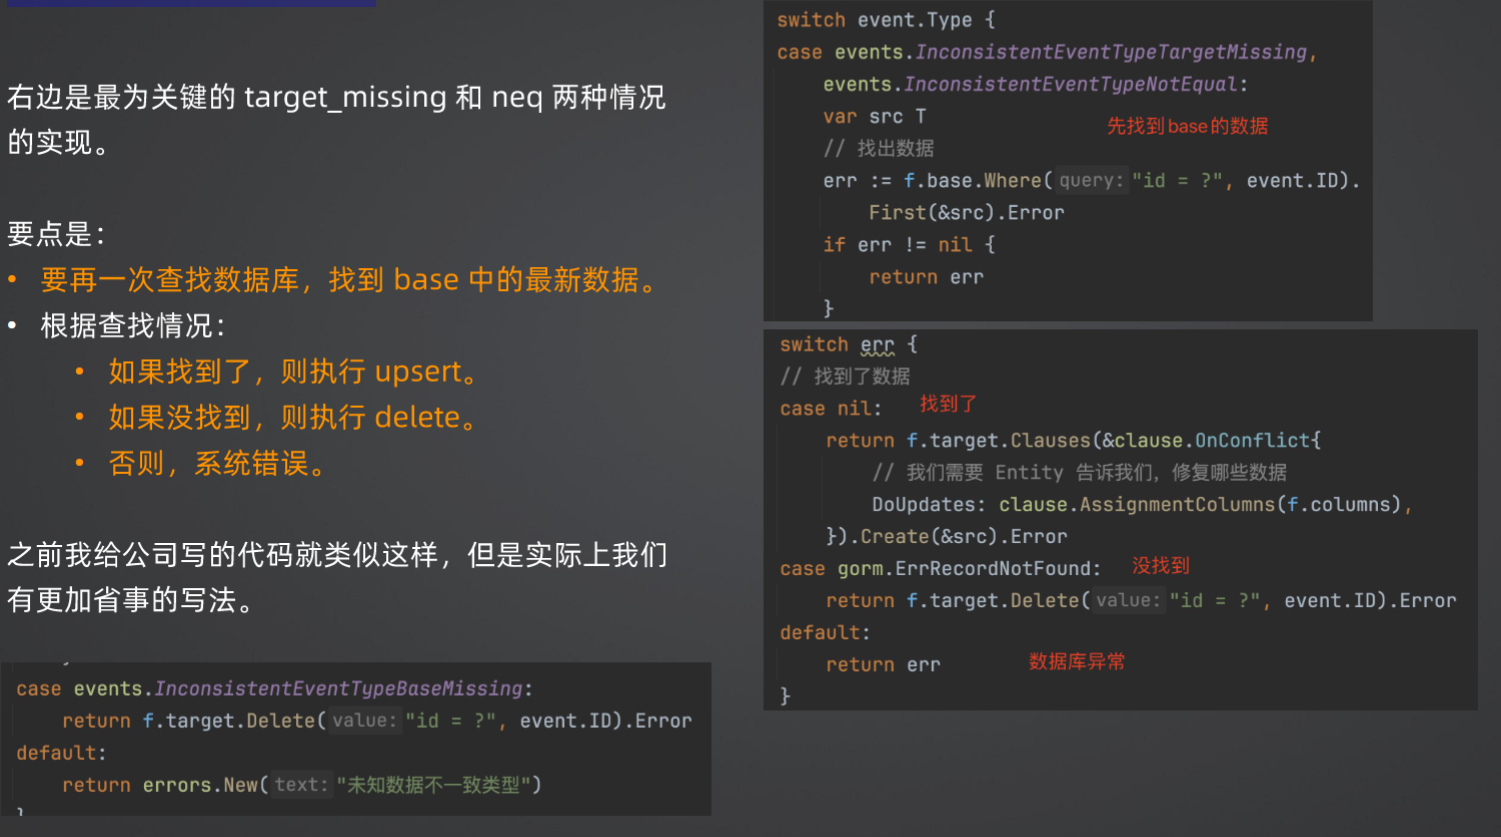 右边是最为关键的 target_missing 和 neq 两种情况
的实现。
要点是：
• 要再一次查找数据库，找到 base 中的最新数据。
• 根据查找情况：
• 如果找到了，则执行 upsert。
• 如果没找到，则执行 delete。
• 否则，系统错误。
之前我给公司写的代码就类似这样，但是实际上我们
有更加省事的写法。
case events.InconsistentEventTypeBaseMissing:
return f.target.Delete( value: "id = ?", event.ID).Error
default:
return errors.New( text: "未知数据不一致类型")
switch event.Type {
case events.InconsistentEventTypeTargetMissing,
events.InconsistentEventTypeNotEqual:
var src T
先找到base的数据
// 找出数据
err := f.base.Where( query: "id = ?", event.ID).
First(&src).Error
if err != nil {
return err
}
switch err {
// 找到了数据
case nil: 找到了
return f.target.Clauses(&clause.OnConflict{
// 我们需要 Entity 告诉我们，修复哪些数据
DoUpdates: clause.AssignmentColumns(f.columns),
}).Create(&src).Error
case gorm.ErrRecordNotFound: 没找到
return f.target.Delete( value: "id = ?", event.ID).Error
default:
return err 数据库异常
}